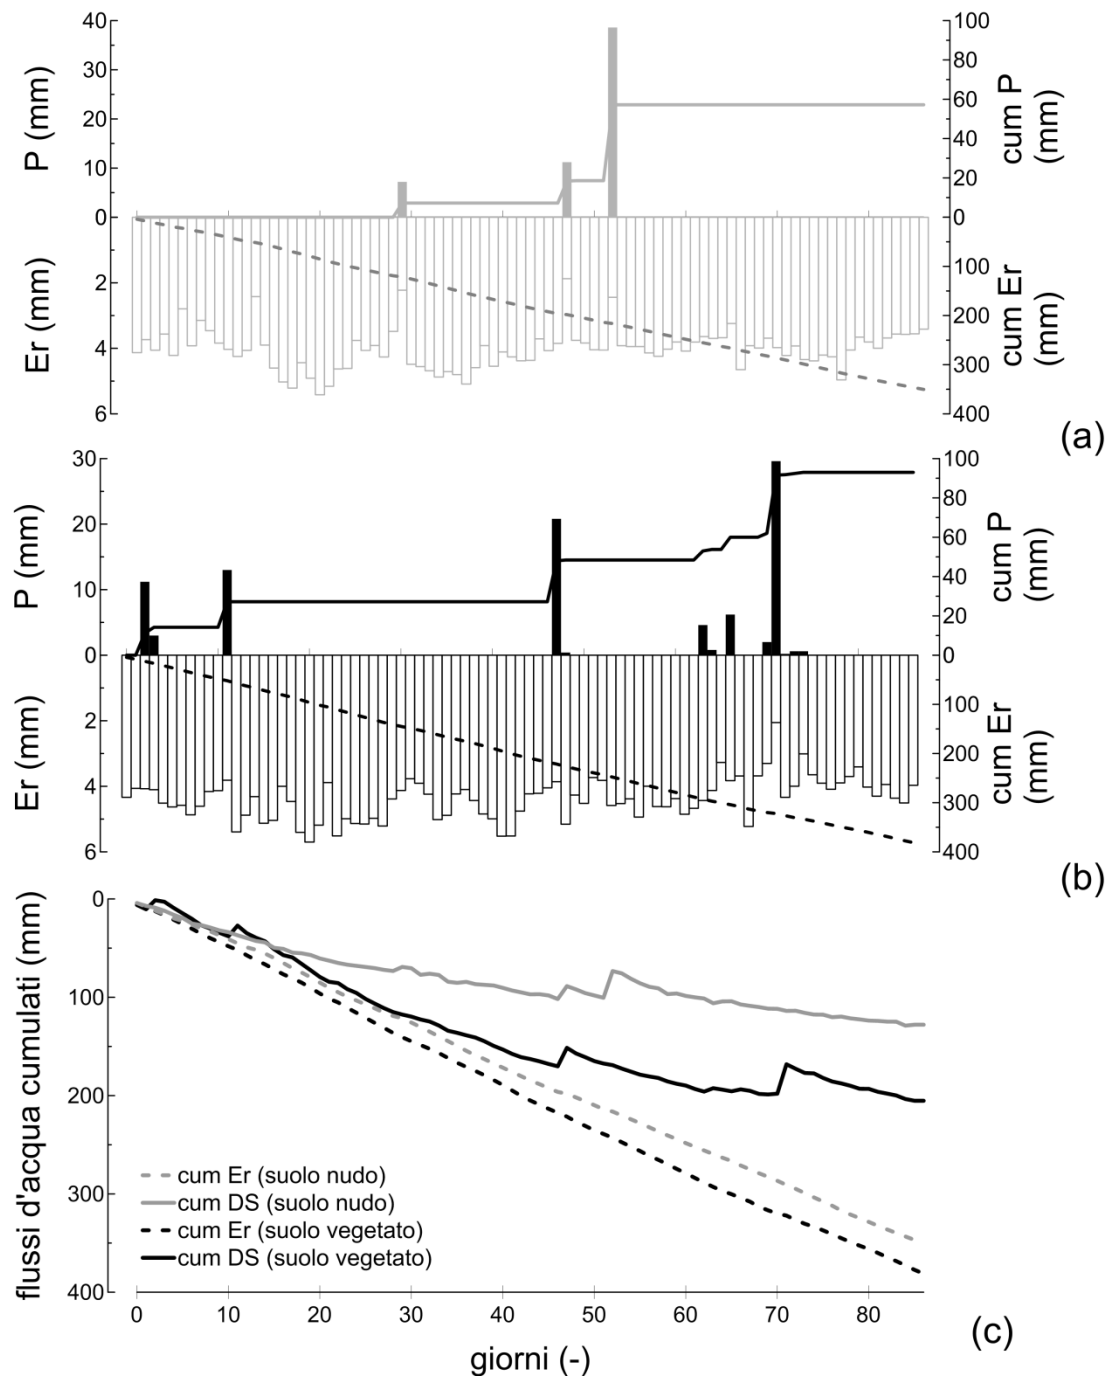 40
30
20
10
0
P (mm)
100
80
60
40
20
0
cum P
(mm)
2
4
6
Er (mm)
100
200
300
400
cum Er
(mm)
(a)
30
20
10
0
P (mm)
100
80
60
40
20
0
cum P
(mm)
2
4
6
Er (mm)
100
200
300
400
cum Er
(mm)
(b)
0
100
200
300
400
flussi d'acqua cumulati (mm)
cum Er (suolo nudo)
cum DS (suolo nudo)
cum Er (suolo vegetato)
cum DS (suolo vegetato)
0 10 20 30 40 50 60 70 80
giorni (-)
(c)